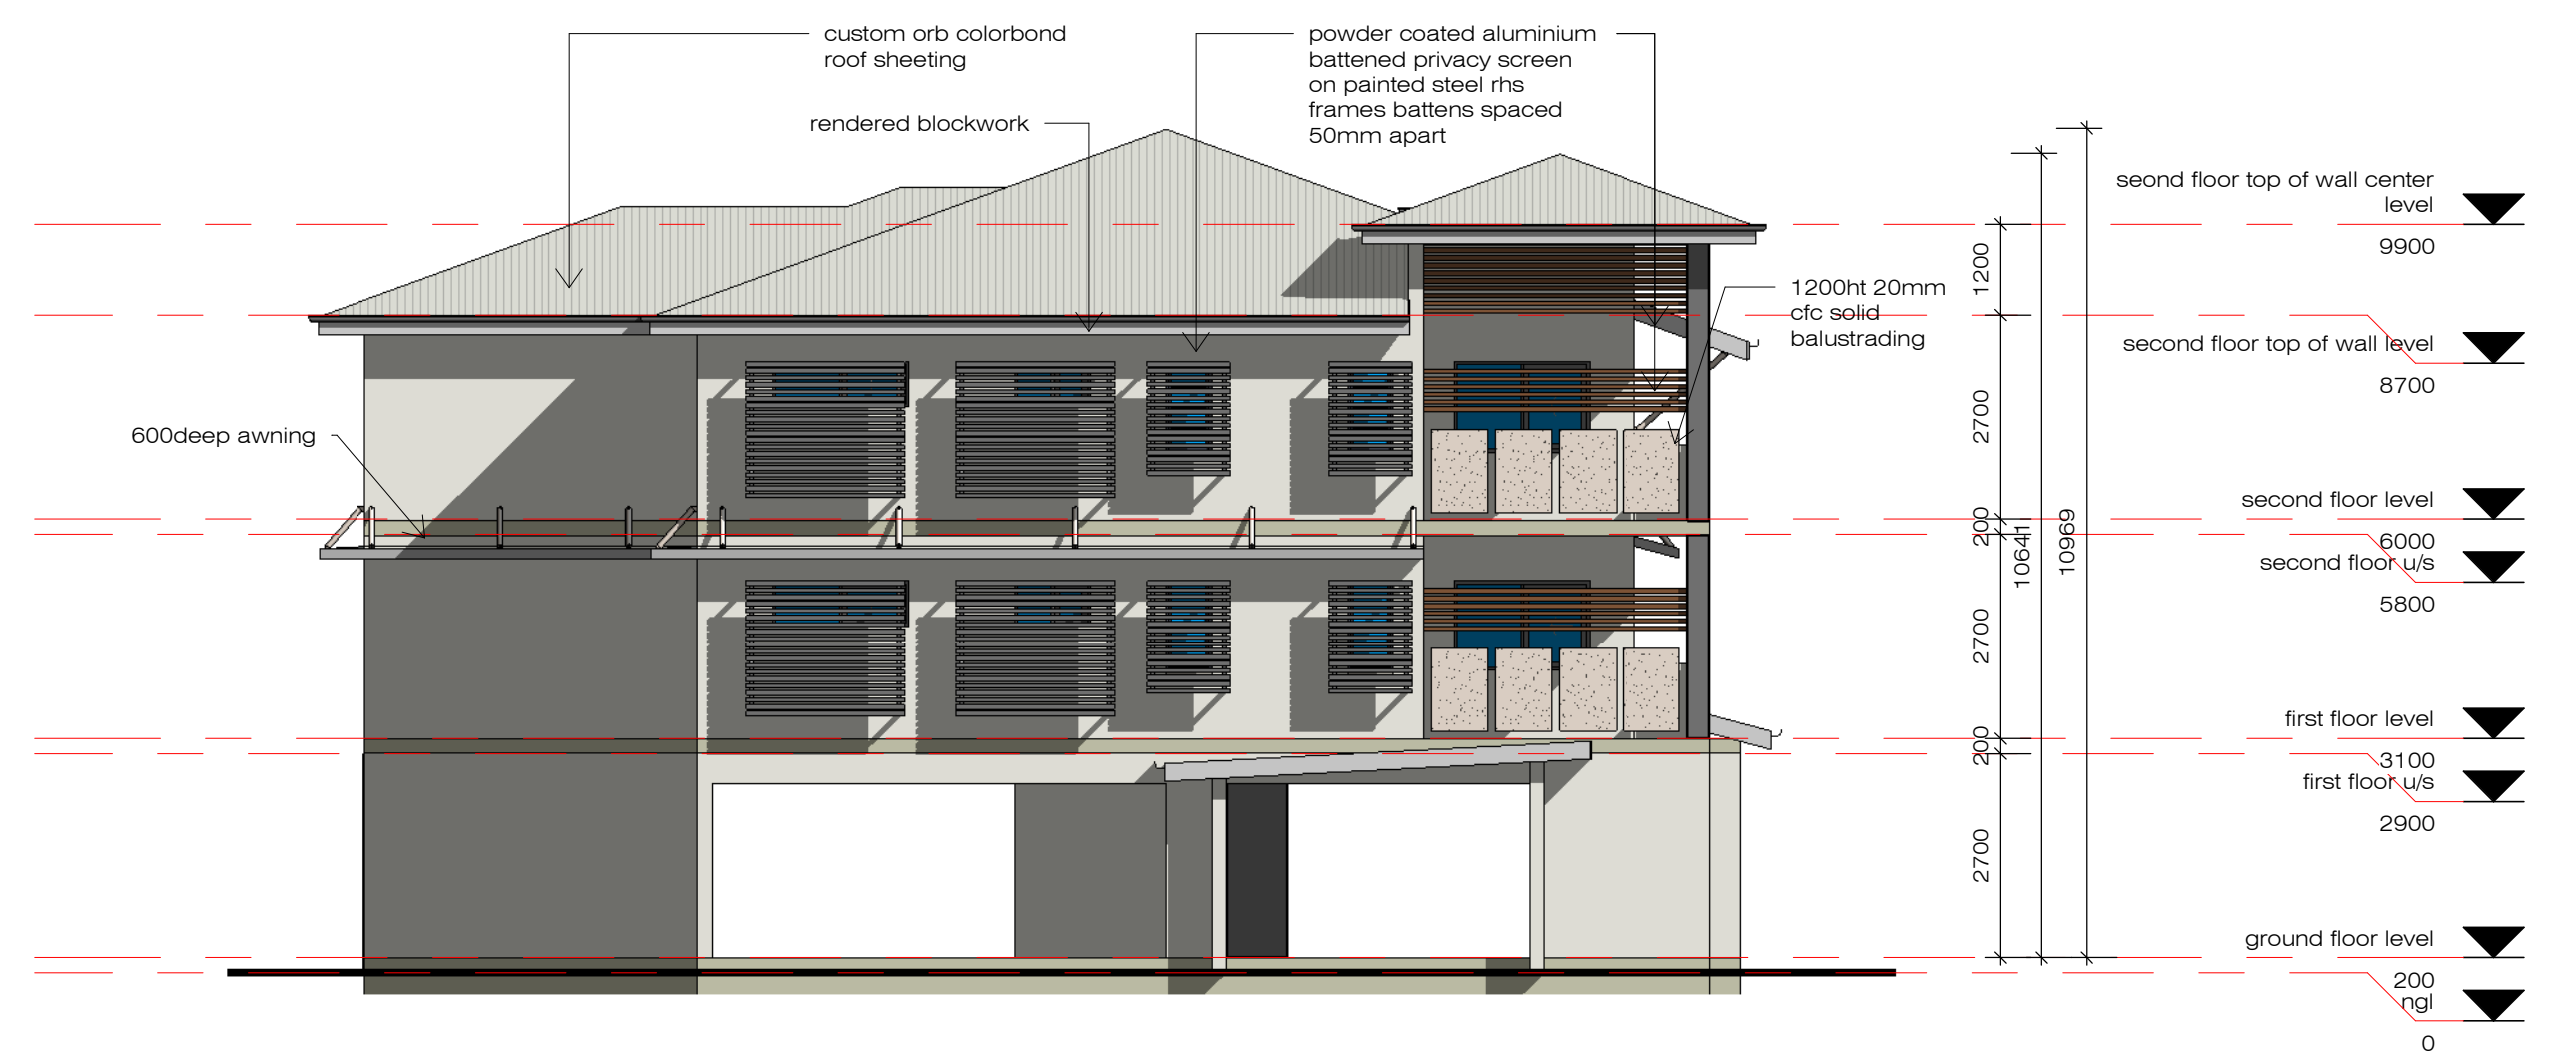 custom orb colorbond
roof sheeting
powder coated aluminium
battened privacy screen
on painted steel rhs
frames battens spaced
50mm apart
rendered blockwork
1200ht 20mm
cfc solid
balustrading
600deep awning
seond floor top of wall center
level
9900
second floor top of wall level
8700
second floor level
6000
second floor u/s
5800
first floor level
3100
first floor u/s
2900
ground floor level
200
ngl
0
1200
2700
200
2700
200
2700
10641
10969